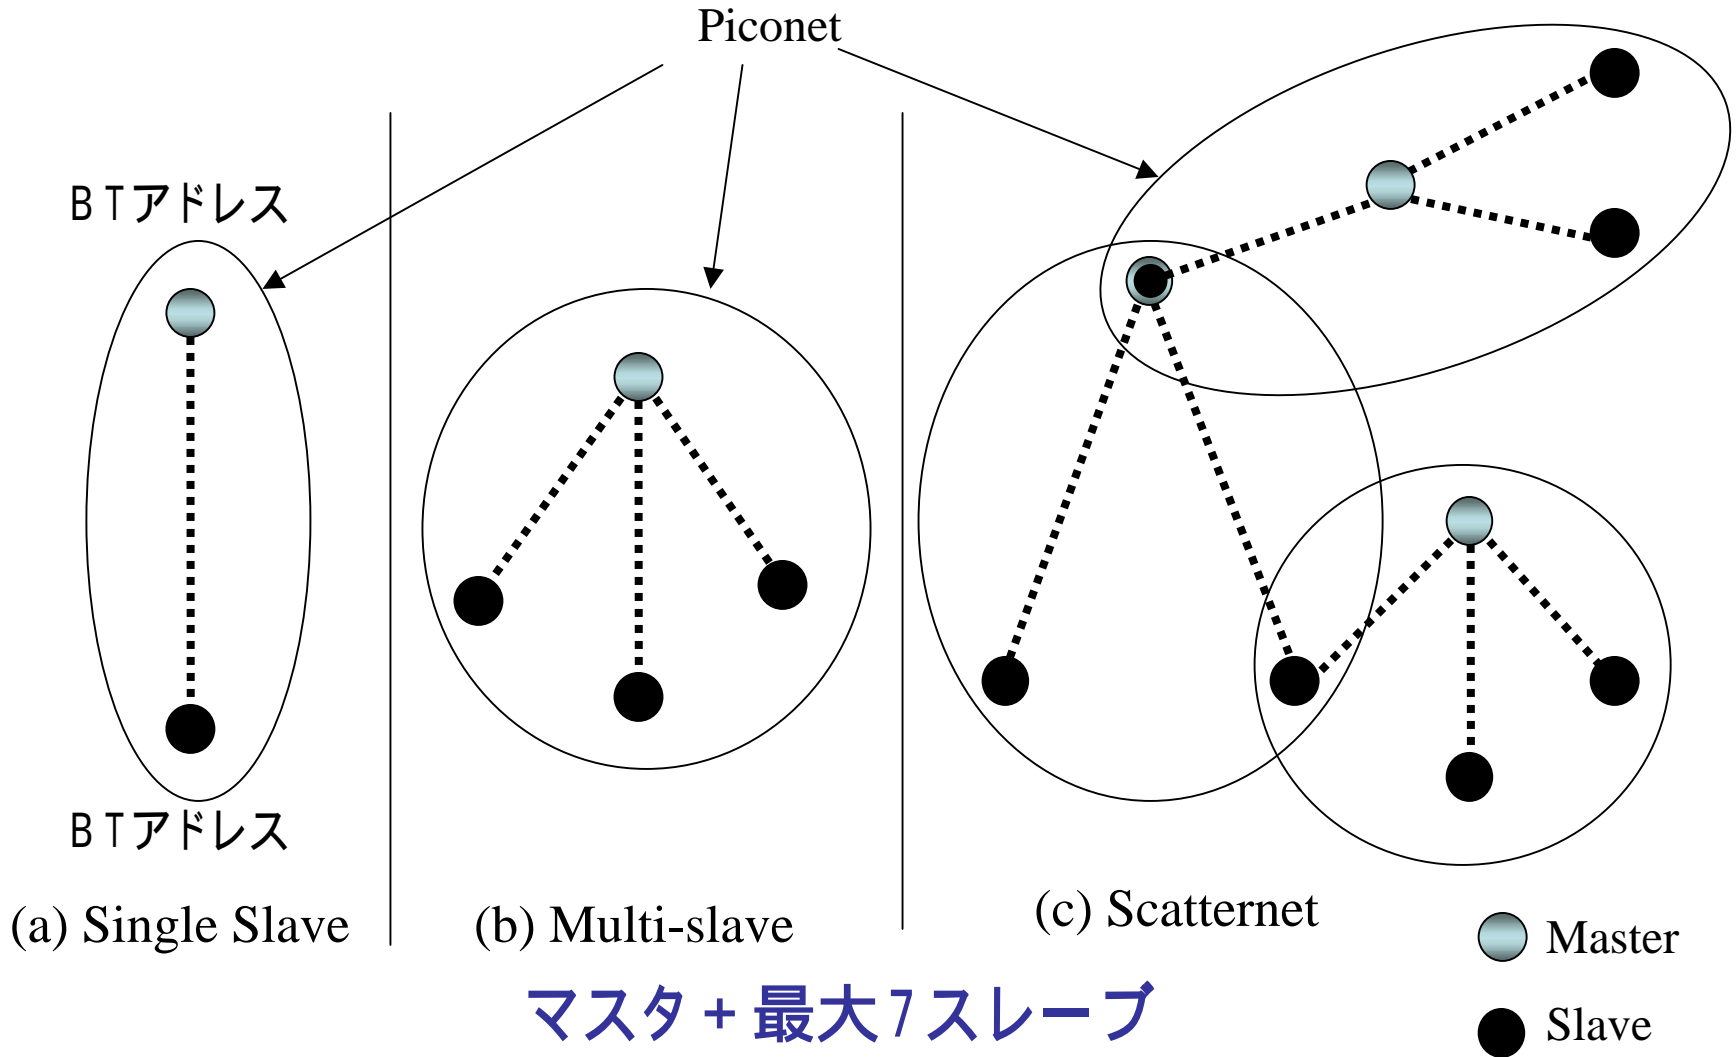 Piconet
ＢＴアドレス
ＢＴアドレス
(a) Single Slave
(b) Multi-slave
(c) Scatternet
Master
Slave
マスタ＋最大７スレーブ